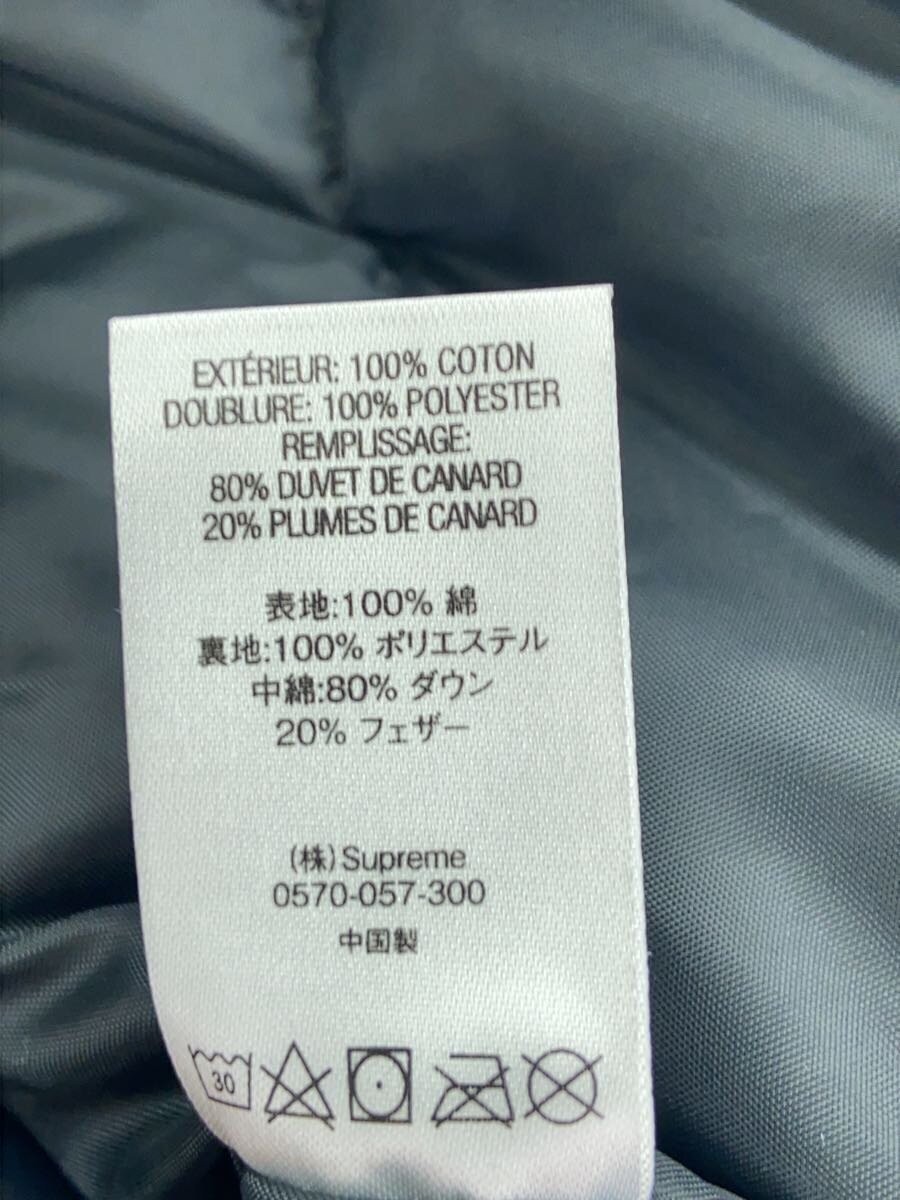 EXTÉRIEUR: 100% COTON
DOUBLURE: 100% POLYESTER
REMPLISSAGE:
80% DUVET DE CANARD
20% PLUMES DE CANARD
表地:100% 綿
裏地:100% ポリエステル
中綿:80% ダウン
20% フェザー
(株)Supreme
0570-057-300
中国製
30